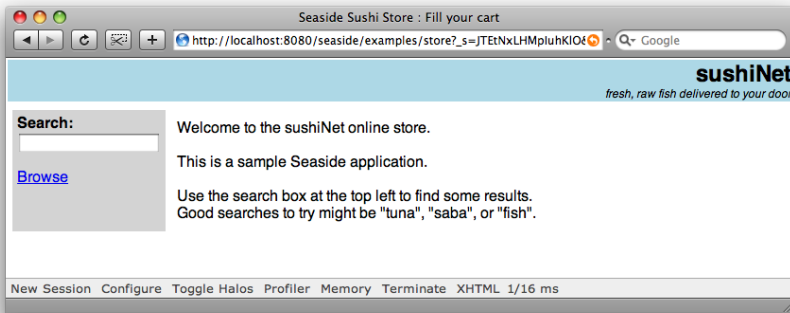 Seaside Sushi Store : Fill your cart
http://localhost:8080/seaside/examples/store?_s=JTEtNxLHMpluhKlO&
Google
sushiNet
fresh, raw fish delivered to your door
Search:
Browse
Welcome to the sushiNet online store.
This is a sample Seaside application.
Use the search box at the top left to find some results.
Good searches to try might be "tuna", "saba", or "fish".
New Session Configure Toggle Halos Profiler Memory Terminate XHTML 1/16 ms